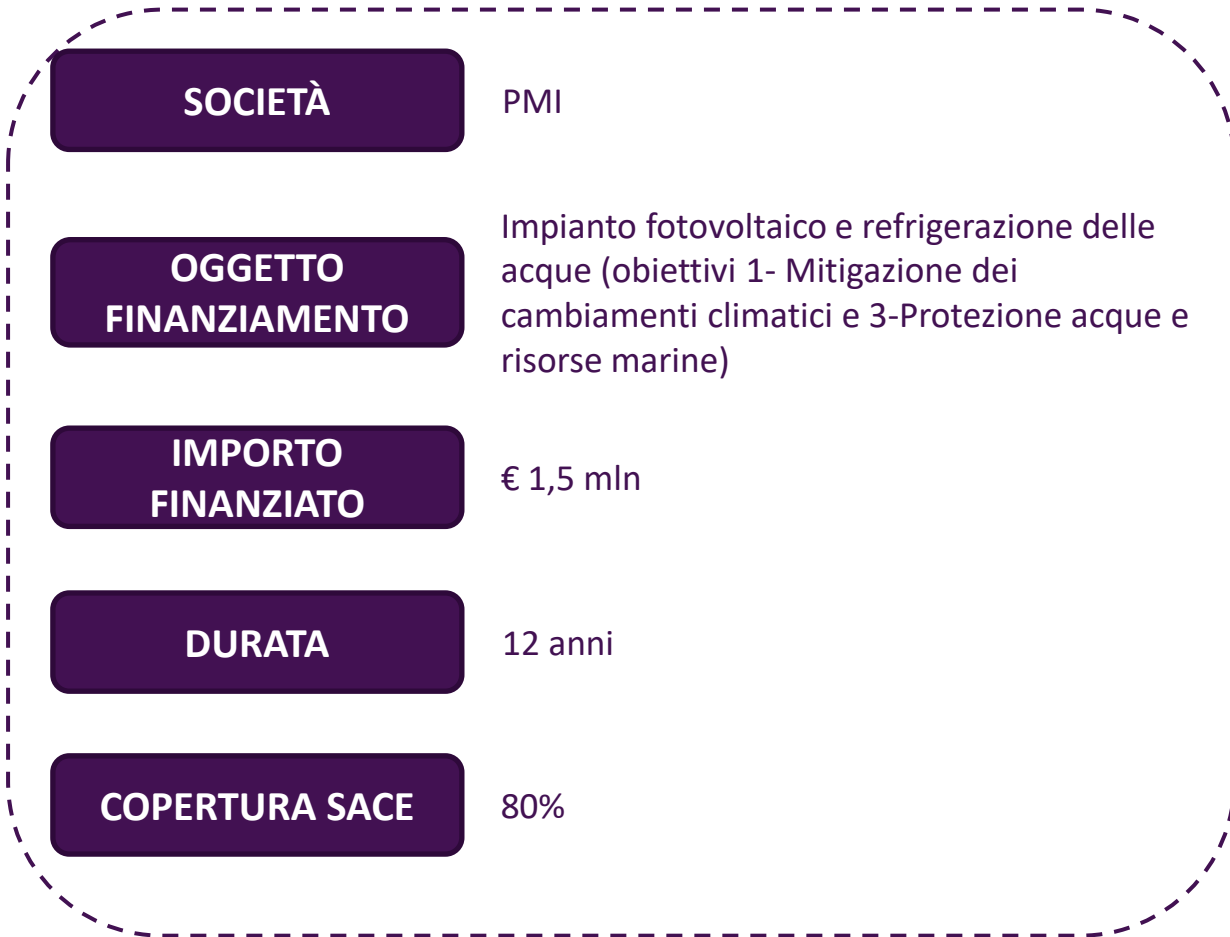 SOCIETÀ
PMI
OGGETTO
FINANZIAMENTO
Impianto fotovoltaico e refrigerazione delle
acque (obiettivi 1- Mitigazione dei
cambiamenti climatici e 3-Protezione acque e
risorse marine)
IMPORTO
FINANZIATO
€ 1,5 mln
DURATA
12 anni
COPERTURA SACE
80%